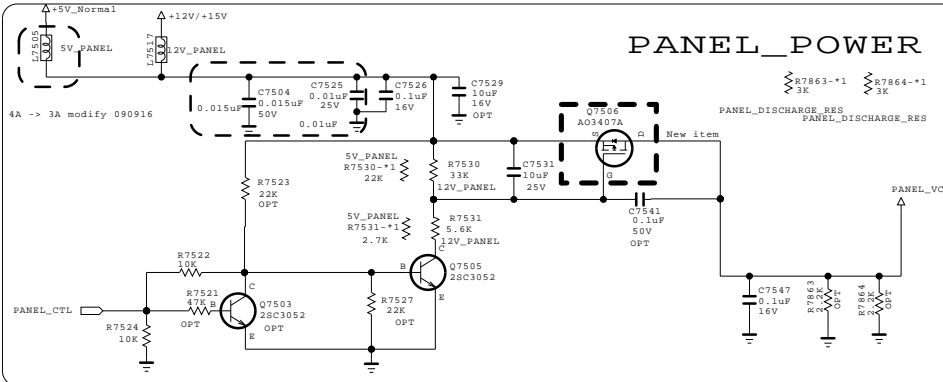 +5V_Normal
+12V/+15V
L7505
5V_PANEL
L7517
12V_PANEL
PANEL_POWER
4A -> 3A modify 090916
0.015uF
C7504
0.015uF
50V
C7525
0.01uF
25V
0.01uF
C7526
0.1uF
16V
C7529
10uF
16V
OPT
R7863-*1
3K
PANEL_DISCHARGE_RES
R7864-*1
3K
PANEL_DISCHARGE_RES
Q7506
AO3407A
S
D
G
New item
R7523
22K
OPT
5V_PANEL
R7530-*1
22K
R7530
33K
12V_PANEL
C7531
10uF
25V
5V_PANEL
R7531-*1
2.7K
R7531
5.6K
12V_PANEL
C7541
0.1uF
50V
OPT
PANEL_VC
R7522
10K
R7521
47K
OPT
PANEL_CTL
R7524
10K
B
C
E
Q7503
2SC3052
OPT
R7527
22K
OPT
B
C
E
Q7505
2SC3052
C7547
0.1uF
16V
R7863
2.2K
OPT
R7864
2.2K
OPT